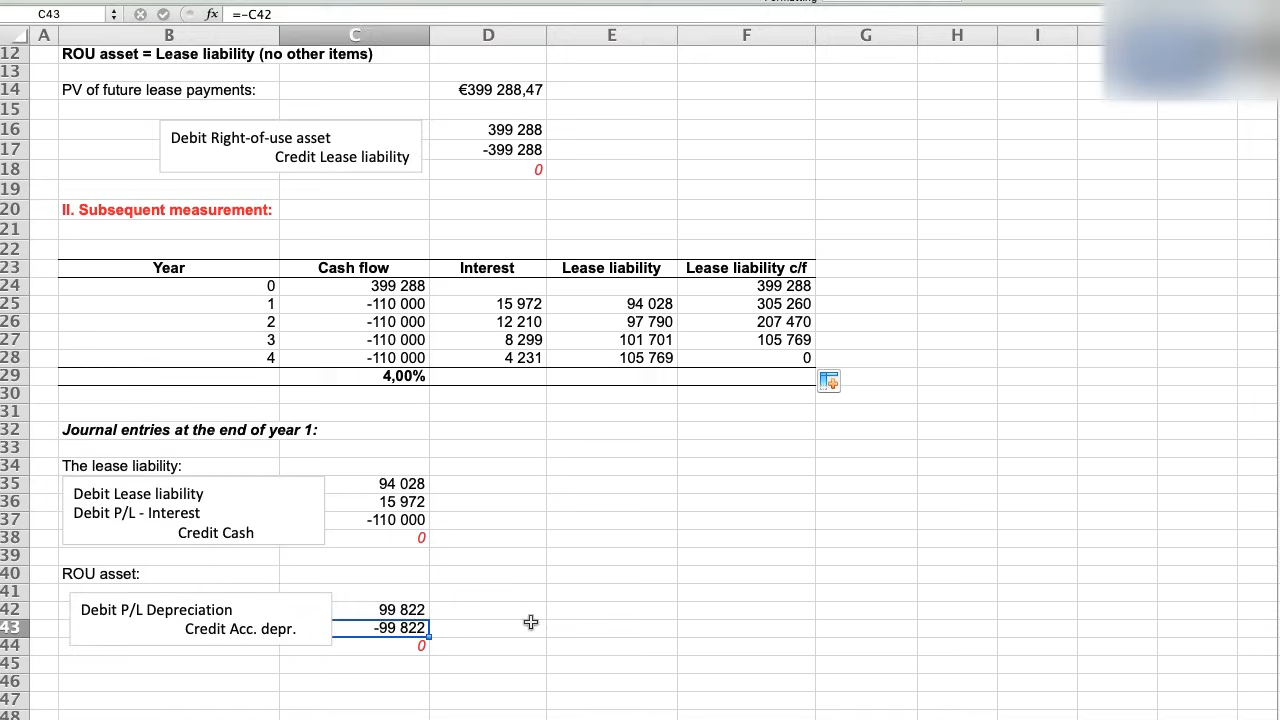 C43 fx =-C42
A B C D E F G H I
12 ROU asset = Lease liability (no other items)
13
14 PV of future lease payments: €399 288,47
15
16 Debit Right-of-use asset 399 288
17 Credit Lease liability -399 288
18 0
19
20 II. Subsequent measurement:
21
22
23 Year Cash flow Interest Lease liability Lease liability c/f
24 0 399 288 399 288
25 1 -110 000 15 972 94 028 305 260
26 2 -110 000 12 210 97 790 207 470
27 3 -110 000 8 299 101 701 105 769
28 4 -110 000 4 231 105 769 0
29 4,00%
30
31
32 Journal entries at the end of year 1:
33
34 The lease liability:
35 Debit Lease liability 94 028
36 Debit P/L - Interest 15 972
37 Credit Cash -110 000
38 0
39
40 ROU asset:
41
42 Debit P/L Depreciation 99 822
43 Credit Acc. depr. -99 822
44 0
45
46
47
48